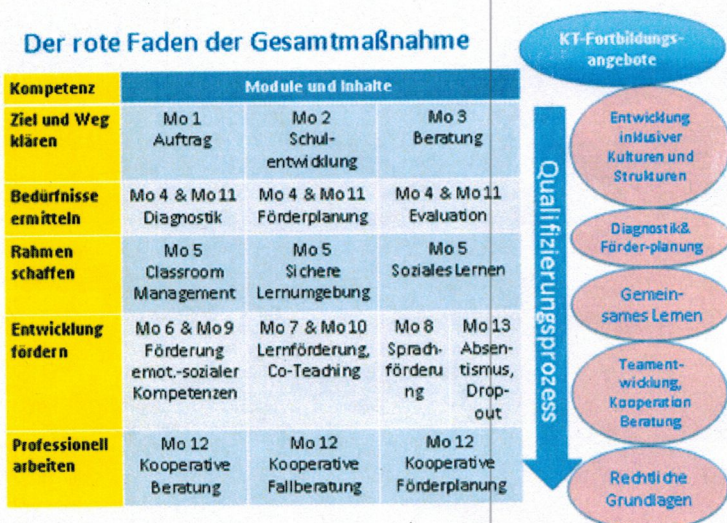 Der rote Faden der Gesamtmaßnahme
Kompetenz
Module und Inhalte
Ziel und Weg
klären
Mo 1
Auftrag
Mo 2
Schul-
entwicklung
Mo 3
Beratung
Bedürfnisse
ermitteln
Mo 4 & Mo 11
Diagnostik
Mo 4 & Mo 11
Förderplanung
Mo 4 & Mo 11
Evaluation
Rahmen
schaffen
Mo 5
Classroom
Management
Mo 5
Sichere
Lernumgebung
Mo 5
Soziales Lernen
Entwicklung
fördern
Mo 6 & Mo 9
Förderung
emot.-sozialer
Kompetenzen
Mo 7 & Mo 10
Lernförderung,
Co-Teaching
Mo 8
Sprach-
förderu
ng
Mo 13
Absen-
tismus,
Drop-
out
Professionell
arbeiten
Mo 12
Kooperative
Beratung
Mo 12
Kooperative
Fallberatung
Mo 12
Kooperative
Förderplanung
Qualifizierungsprozess
KT-Fortbildungs-
angebote
Entwicklung
inklusiver
Kulturen und
Strukturen
Diagnostik&
Förder-planung
Gemein-
sames Lernen
Teament-
wicklung,
Kooperation
Beratung
Rechtliche
Grundlagen